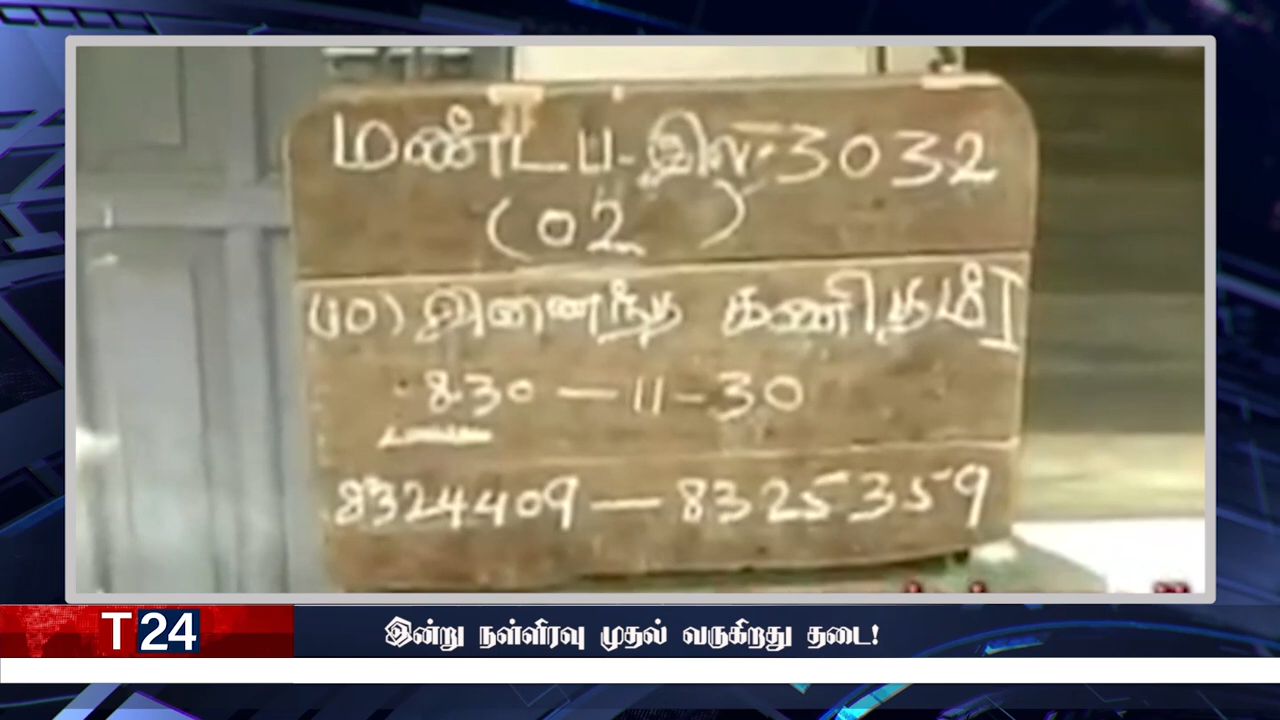 மண்டப இல 3032
(02)
(10) இணைந்த கணிதம் I
8.30 — 11-30
8324409 — 8325359
T24
இன்று நள்ளிரவு முதல் வருகிறது தடை!